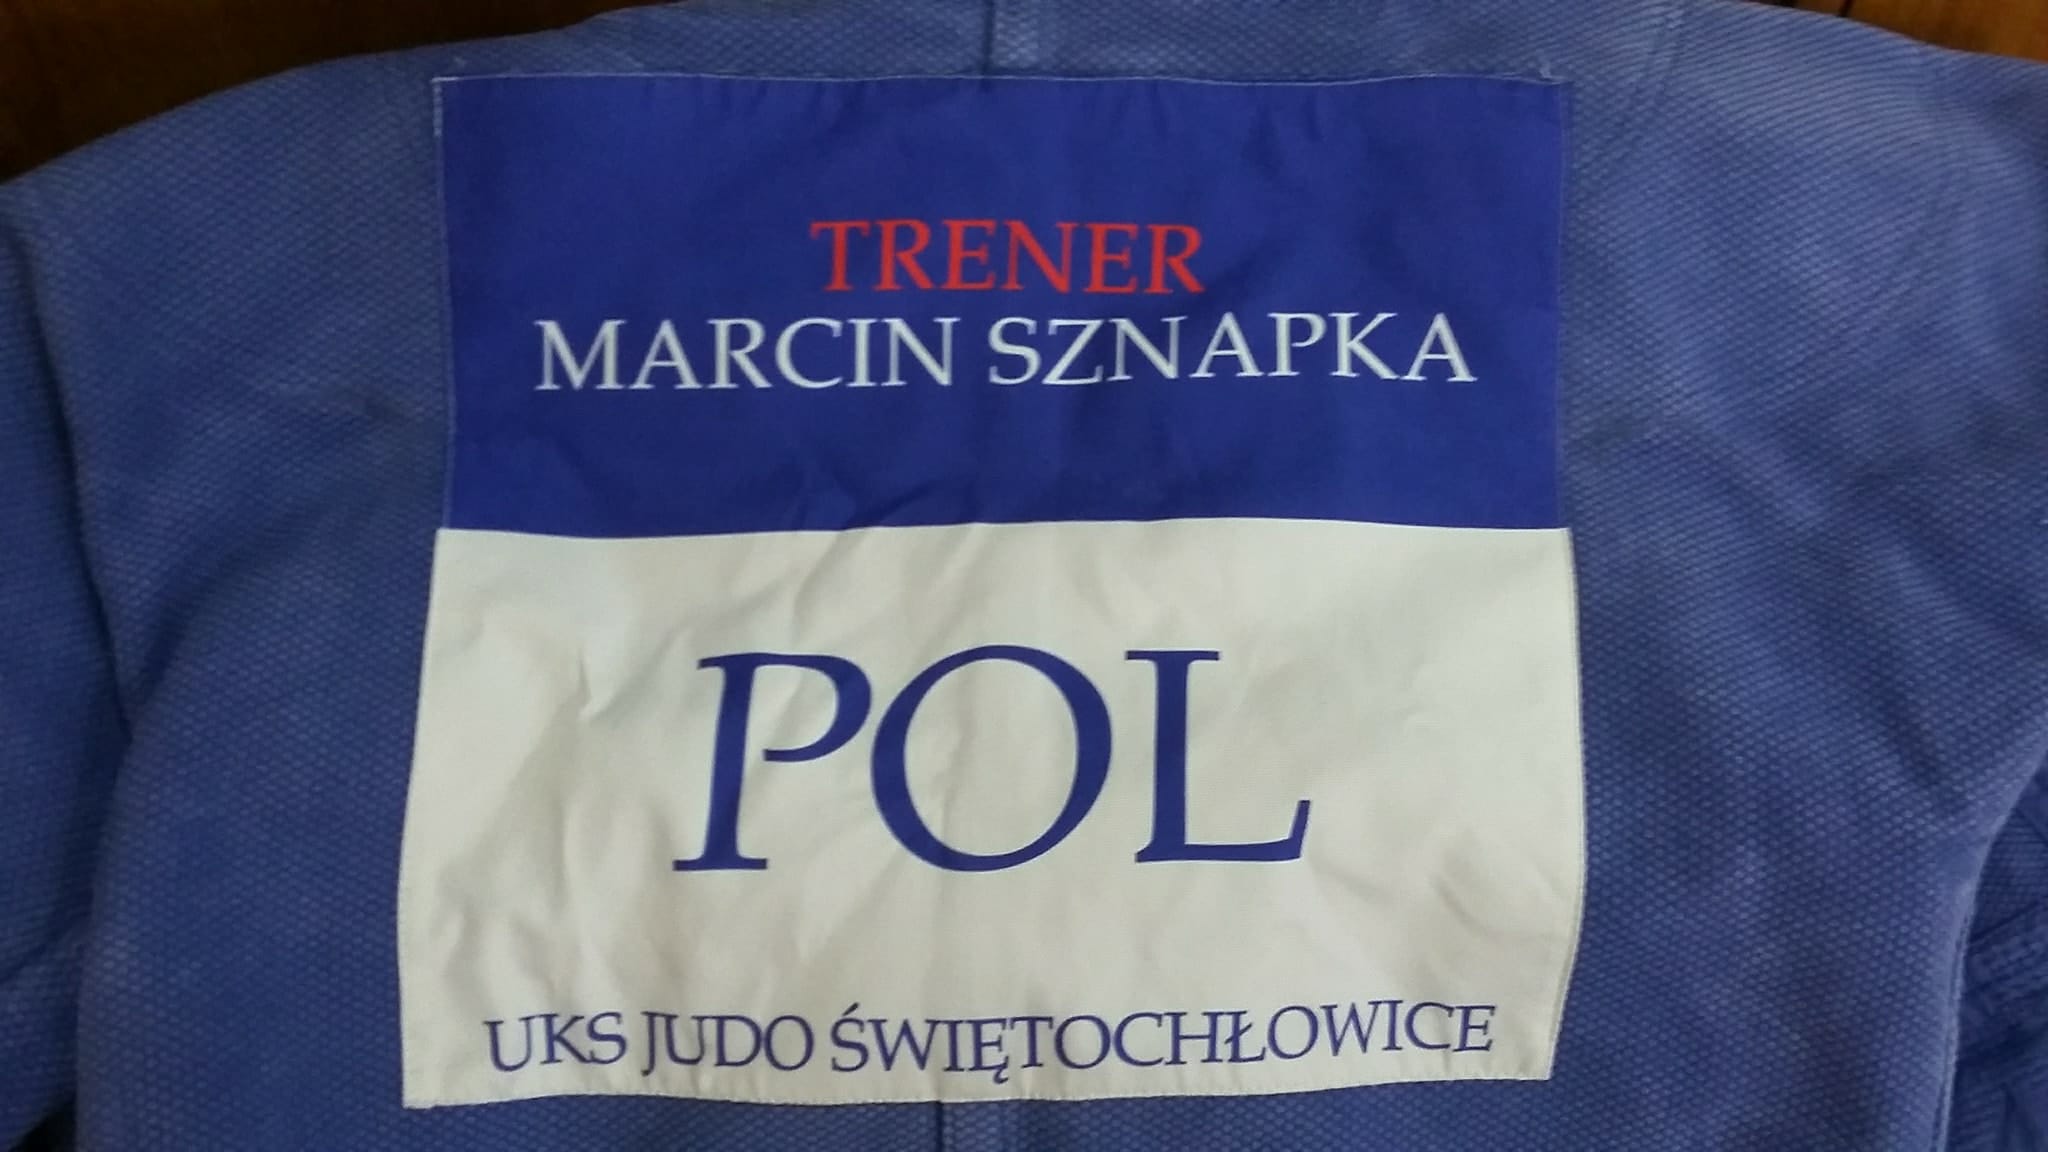 TRENER
MARCIN SZNAPKA
POL
UKS JUDO ŚWIĘTOCHŁOWICE